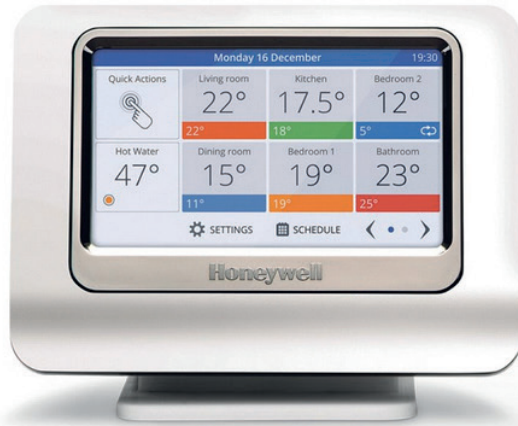 Monday 16 December 19:30
Quick Actions
Living room
22°
22°
Kitchen
17.5°
18°
Bedroom 2
12°
5°
Hot Water
47°
Dining room
15°
11°
Bedroom 1
19°
19°
Bathroom
23°
25°
SETTINGS SCHEDULE
Honeywell